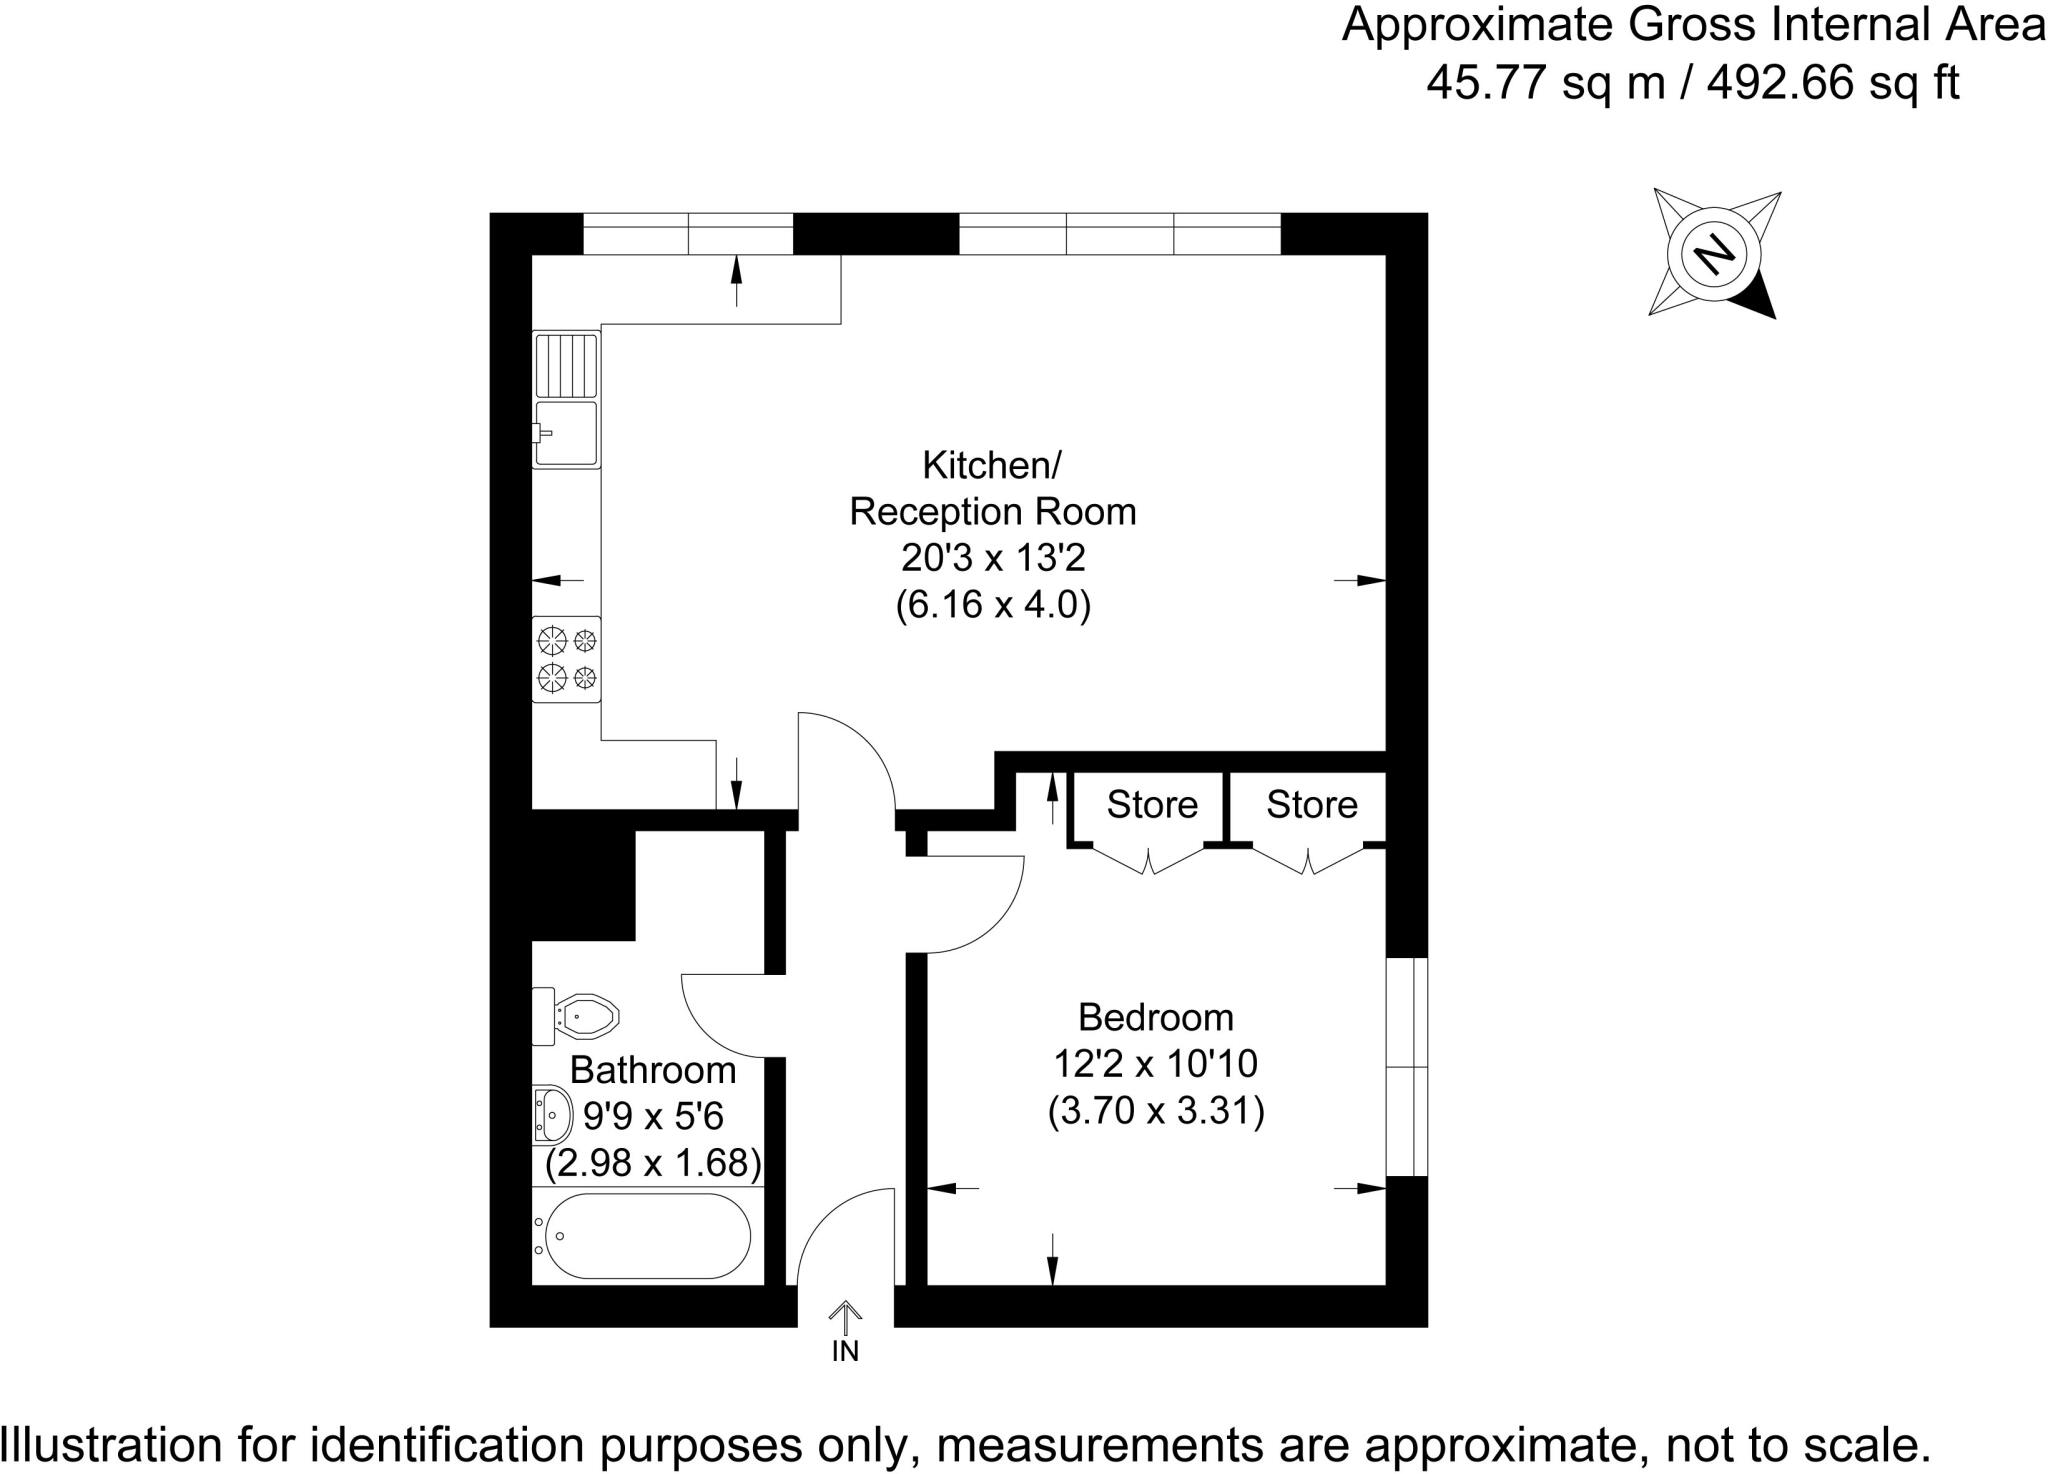 Approximate Gross Internal Area
45.77 sq m / 492.66 sq ft
N
Kitchen/
Reception Room
20'3 x 13'2
(6.16 x 4.0)
Store
Store
Bedroom
12'2 x 10'10
(3.70 x 3.31)
Bathroom
9'9 x 5'6
(2.98 x 1.68)
IN
Illustration for identification purposes only, measurements are approximate, not to scale.